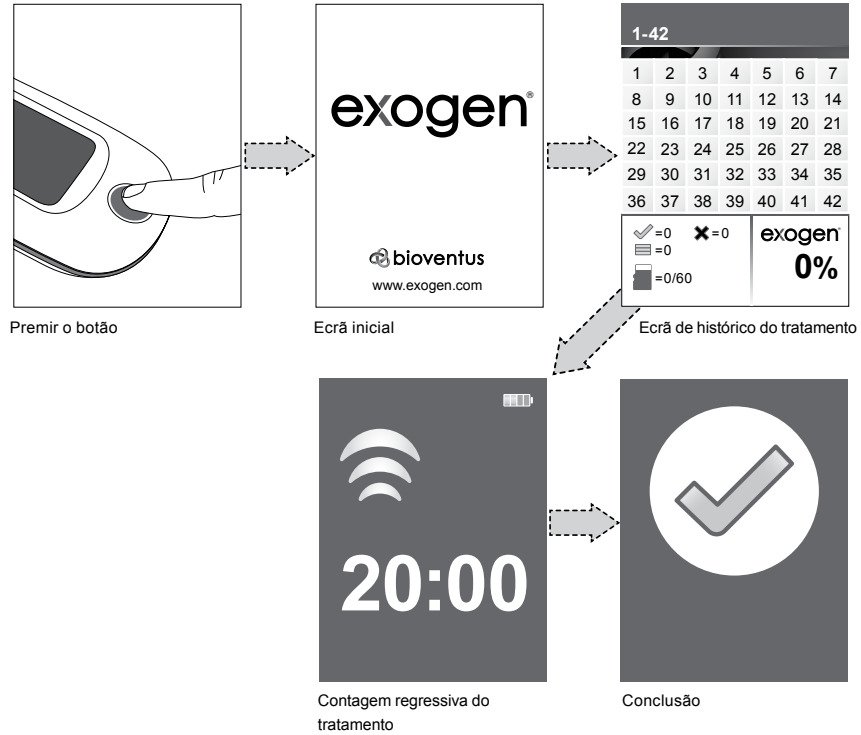 exogen®
bioventus
www.exogen.com
1-42
1 2 3 4 5 6 7
8 9 10 11 12 13 14
15 16 17 18 19 20 21
22 23 24 25 26 27 28
29 30 31 32 33 34 35
36 37 38 39 40 41 42
=0 =0
=0
=0/60
exogen
0%
Premir o botão
Ecrã inicial
Ecrã de histórico do tratamento
20:00
Contagem regressiva do
tratamento
Conclusão